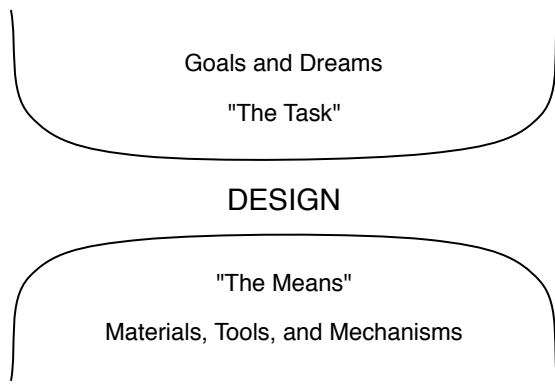 Goals and Dreams
"The Task"
DESIGN
"The Means"
Materials, Tools, and Mechanisms